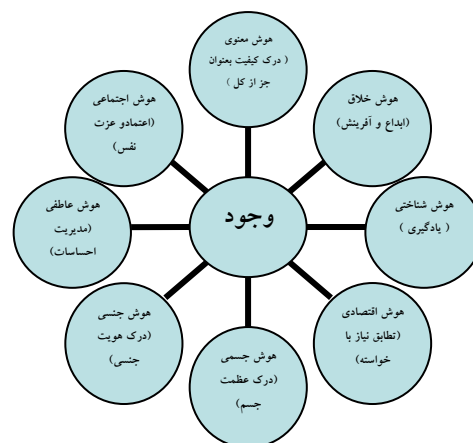 هوش معنوی
( درک کیفیت بعنوان
جز از کل )
هوش خلاق
(ابداع و آفرینش)
هوش شناختی
( یادگیری )
هوش اقتصادی
(تطابق نیاز با
خواسته)
هوش جسمی
(درک عظمت
جسم)
هوش جنسی
(درک هویت
جنسی)
هوش عاطفی
(مدیریت
احساسات)
هوش اجتماعی
(اعتمادو عزت
نفس)
وجود